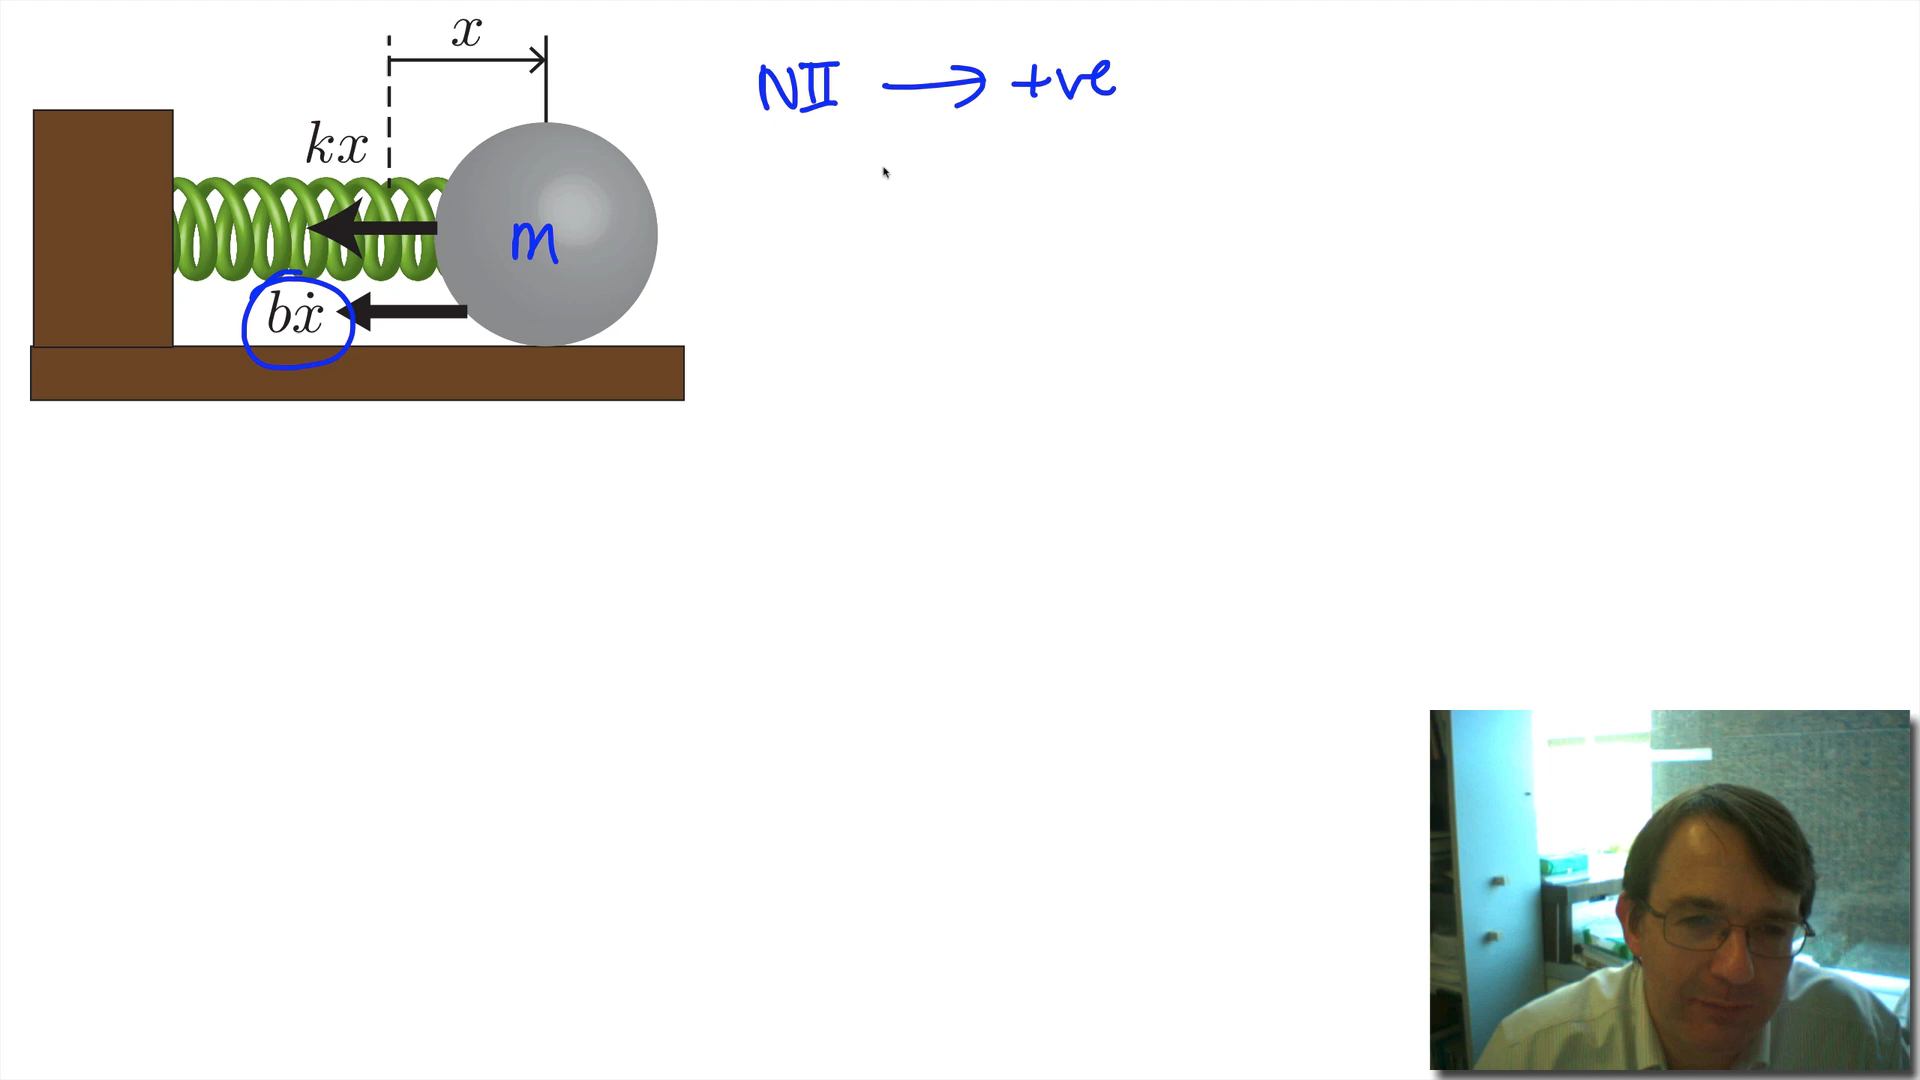 x
NII → +ve
kx
m
bẋ